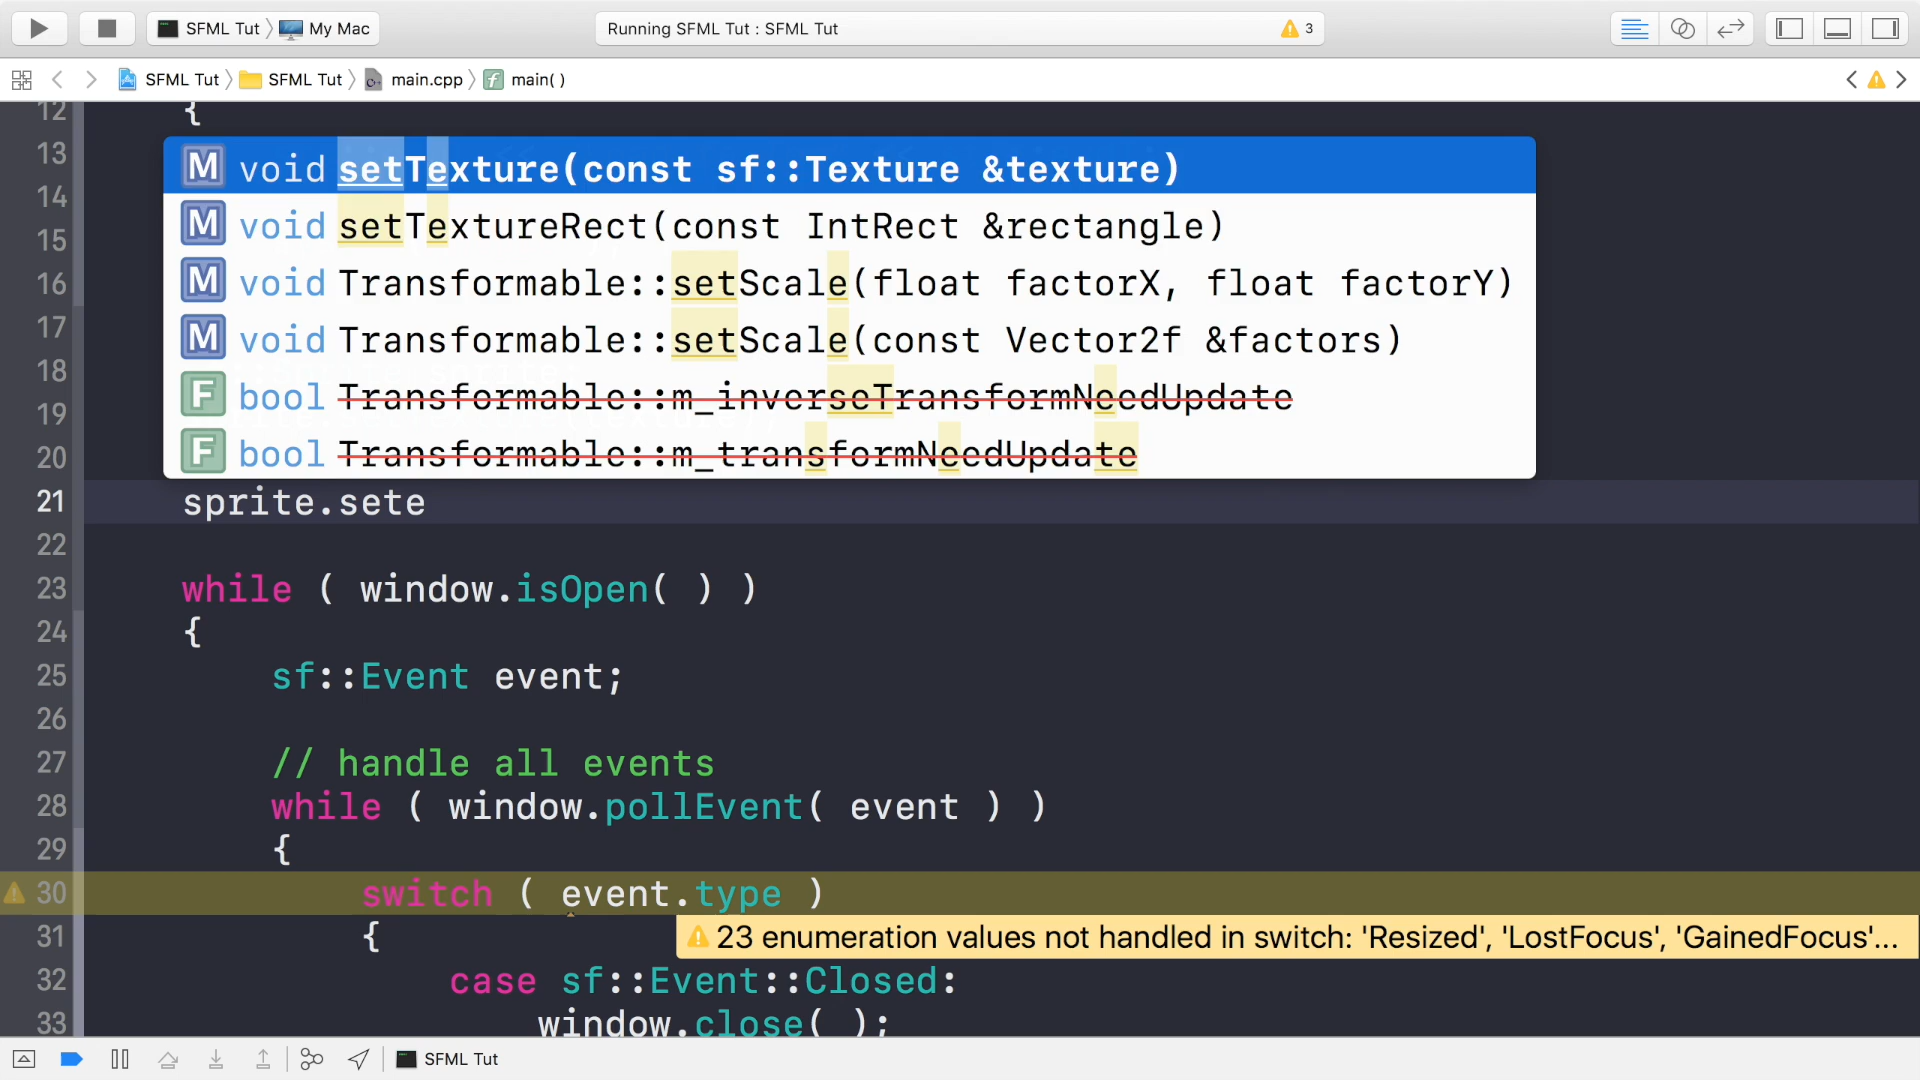 SFML Tut 〉 My Mac
Running SFML Tut : SFML Tut
3
SFML Tut 〉 SFML Tut 〉 main.cpp 〉 f main( )
12 {
13
M void setTexture(const sf::Texture &texture)
14
M void setTextureRect(const IntRect &rectangle)
15
16
M void Transformable::setScale(float factorX, float factorY)
17
M void Transformable::setScale(const Vector2f &factors)
18
F bool Transformable::m_inverseTransformNeedUpdate
19
F bool Transformable::m_transformNeedUpdate
20
21 sprite.sete
22
23 while ( window.isOpen( ) )
24 {
25 sf::Event event;
26
27 // handle all events
28 while ( window.pollEvent( event ) )
29 {
30 switch ( event.type )
31 {
23 enumeration values not handled in switch: 'Resized', 'LostFocus', 'GainedFocus'...
32 case sf::Event::Closed:
33 window.close( );
SFML Tut